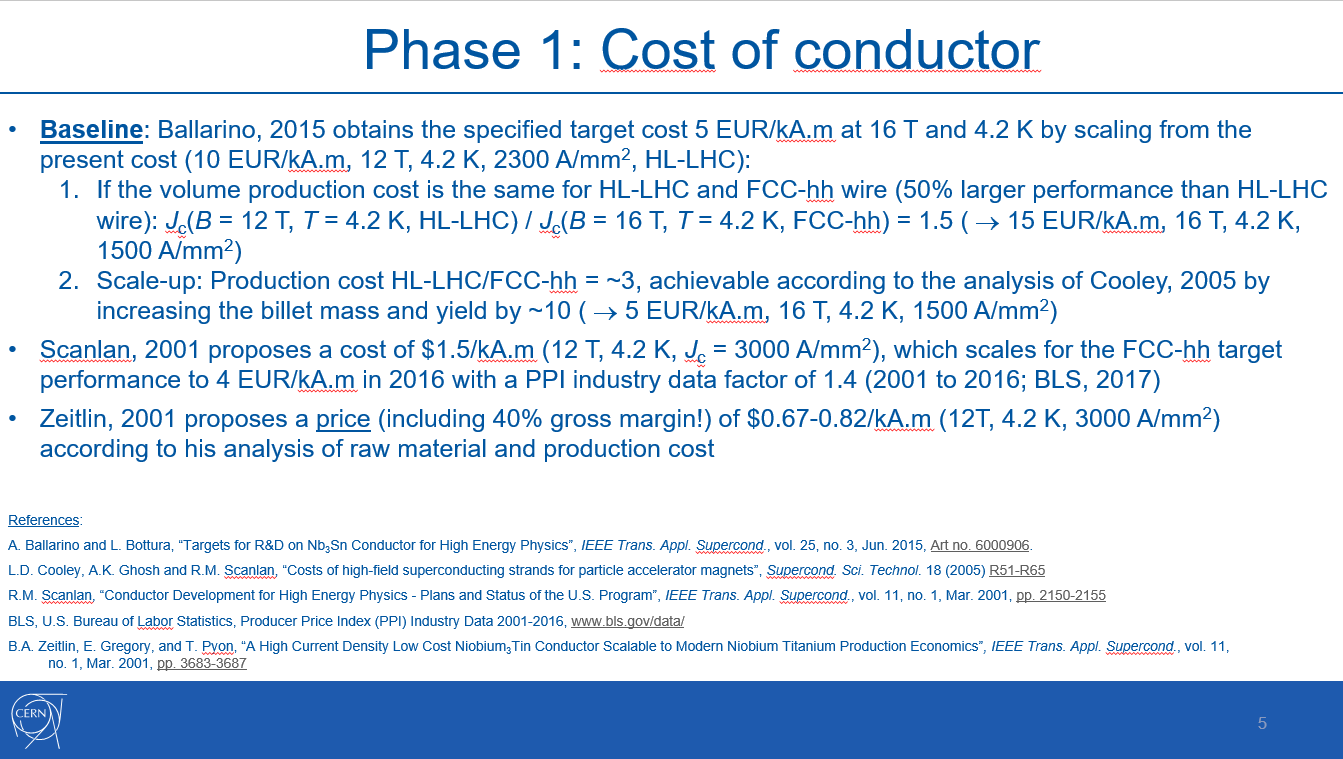 Phase 1: Cost of conductor
• Baseline: Ballarino, 2015 obtains the specified target cost 5 EUR/kA.m at 16 T and 4.2 K by scaling from the
present cost (10 EUR/kA.m, 12 T, 4.2 K, 2300 A/mm², HL-LHC):
1. If the volume production cost is the same for HL-LHC and FCC-hh wire (50% larger performance than HL-LHC
wire): Jc(B = 12 T, T = 4.2 K, HL-LHC) / Jc(B = 16 T, T = 4.2 K, FCC-hh) = 1.5 ( → 15 EUR/kA.m, 16 T, 4.2 K,
1500 A/mm²)
2. Scale-up: Production cost HL-LHC/FCC-hh = ~3, achievable according to the analysis of Cooley, 2005 by
increasing the billet mass and yield by ~10 ( → 5 EUR/kA.m, 16 T, 4.2 K, 1500 A/mm²)
• Scanlan, 2001 proposes a cost of $1.5/kA.m (12 T, 4.2 K, Jc = 3000 A/mm²), which scales for the FCC-hh target
performance to 4 EUR/kA.m in 2016 with a PPI industry data factor of 1.4 (2001 to 2016; BLS, 2017)
• Zeitlin, 2001 proposes a price (including 40% gross margin!) of $0.67-0.82/kA.m (12T, 4.2 K, 3000 A/mm²)
according to his analysis of raw material and production cost
References:
A. Ballarino and L. Bottura, “Targets for R&D on Nb₃Sn Conductor for High Energy Physics”, IEEE Trans. Appl. Supercond., vol. 25, no. 3, Jun. 2015, Art no. 6000906.
L.D. Cooley, A.K. Ghosh and R.M. Scanlan, “Costs of high-field superconducting strands for particle accelerator magnets”, Supercond. Sci. Technol. 18 (2005) R51-R65
R.M. Scanlan, “Conductor Development for High Energy Physics - Plans and Status of the U.S. Program”, IEEE Trans. Appl. Supercond., vol. 11, no. 1, Mar. 2001, pp. 2150-2155
BLS, U.S. Bureau of Labor Statistics, Producer Price Index (PPI) Industry Data 2001-2016, www.bls.gov/data/
B.A. Zeitlin, E. Gregory, and T. Pyon, “A High Current Density Low Cost Niobium₃Tin Conductor Scalable to Modern Niobium Titanium Production Economics”, IEEE Trans. Appl. Supercond., vol. 11,
no. 1, Mar. 2001, pp. 3683-3687
CERN
5